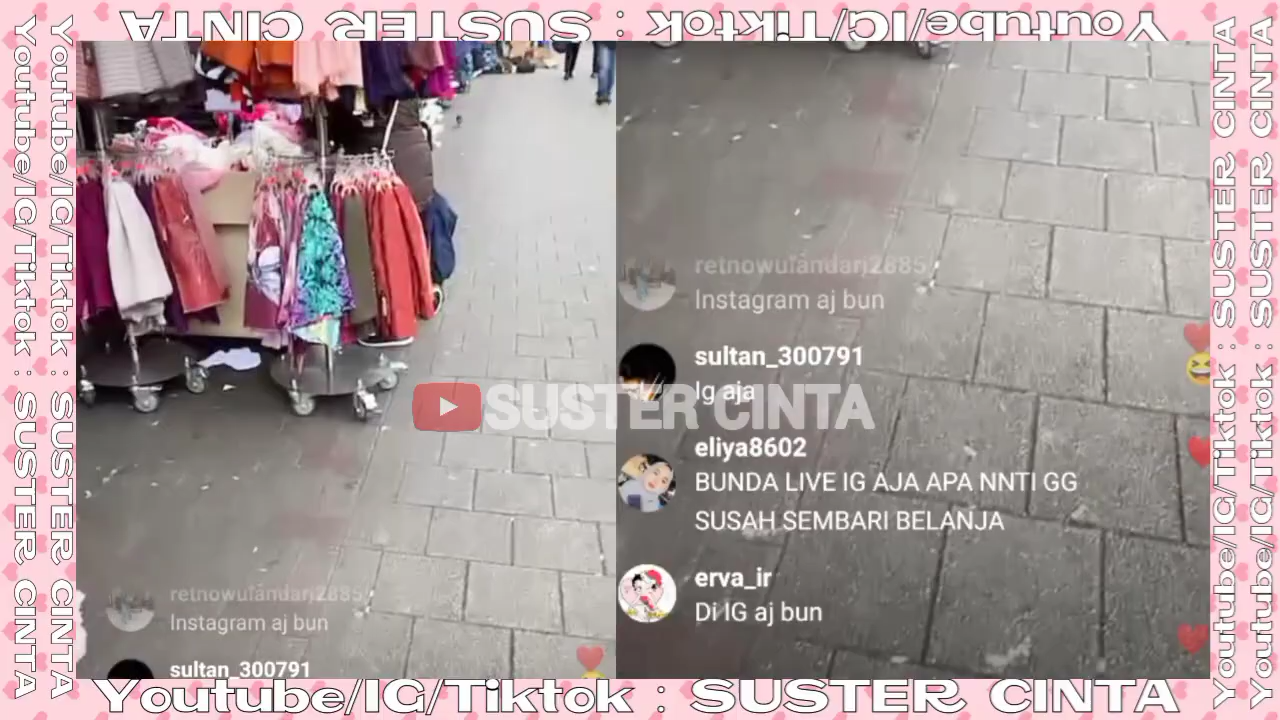 Youtube/IG/Tiktok : SUSTER CINTA
Youtube/IG/Tiktok : SUSTER CINTA
Youtube/IG/Tiktok : SUSTER CINTA
retnowulandari2885
Instagram aj bun
sultan_300791
SUSTER CINTA
retnowulandari2885
Instagram aj bun
sultan_300791
Ig aja
eliya8602
BUNDA LIVE IG AJA APA NNTI GG
SUSAH SEMBARI BELANJA
erva_ir
Di IG aj bun
Youtube/IG/Tiktok : SUSTER CINTA
Youtube/IG/Tiktok : SUSTER CINTA
Youtube/IG/Tiktok : SUSTER CINTA